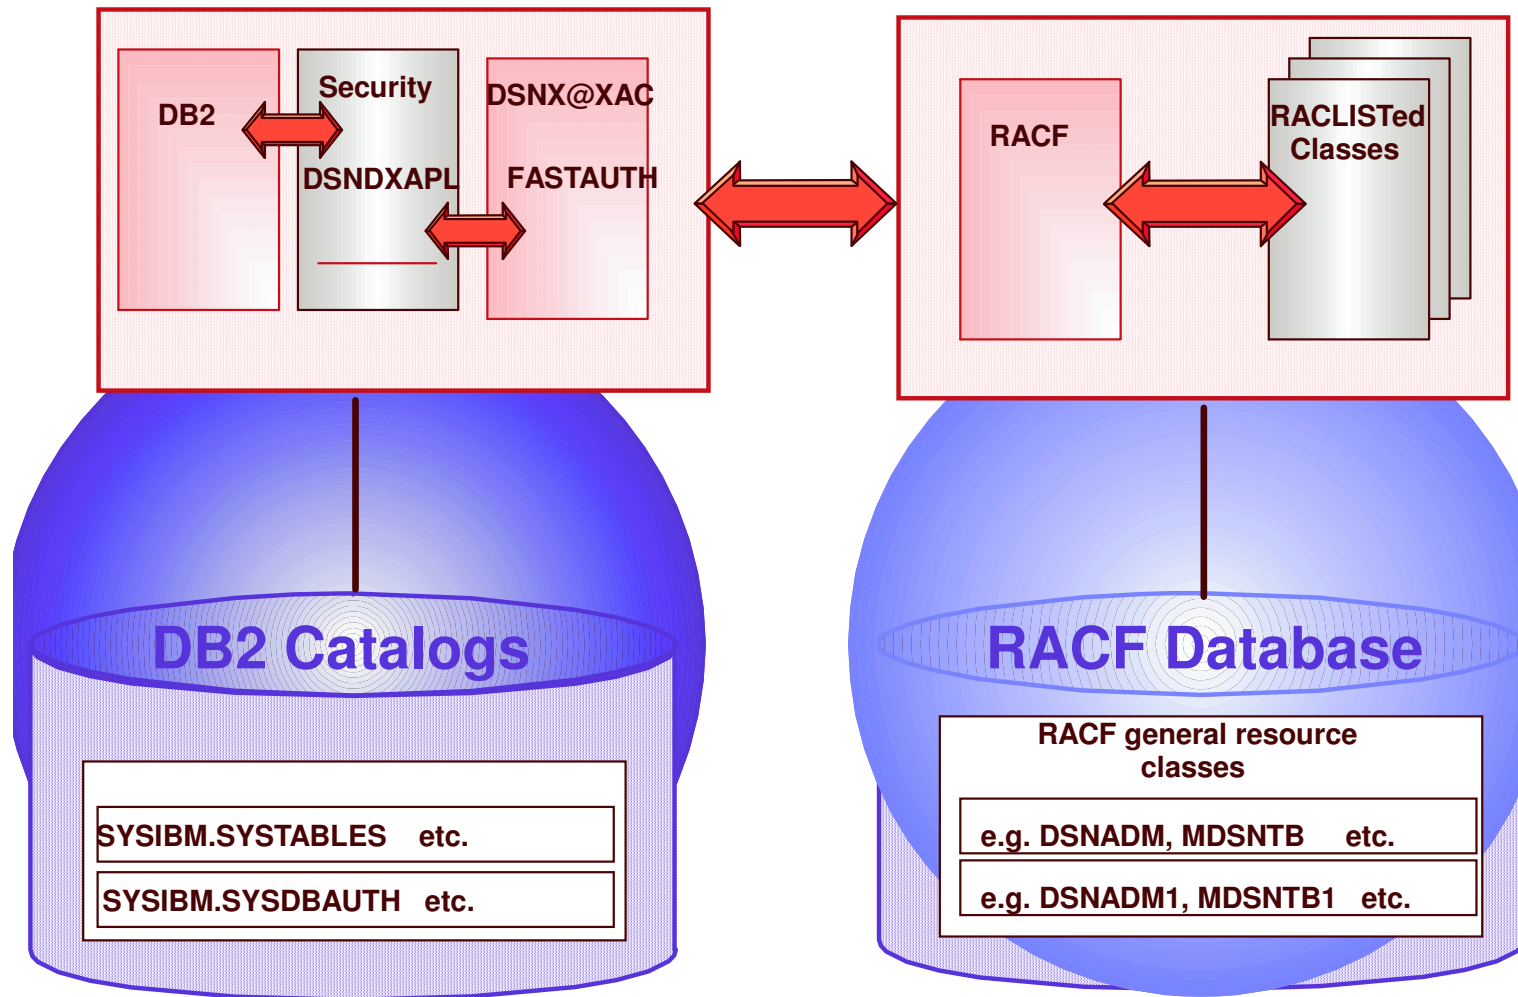 DB2
Security
DSNDXAPL
DSNX@XAC
FASTAUTH
RACF
RACLISTed
Classes
DB2 Catalogs
SYSIBM.SYSTABLES etc.
SYSIBM.SYSDBAUTH etc.
RACF Database
RACF general resource
classes
e.g. DSNADM, MDSNTB etc.
e.g. DSNADM1, MDSNTB1 etc.